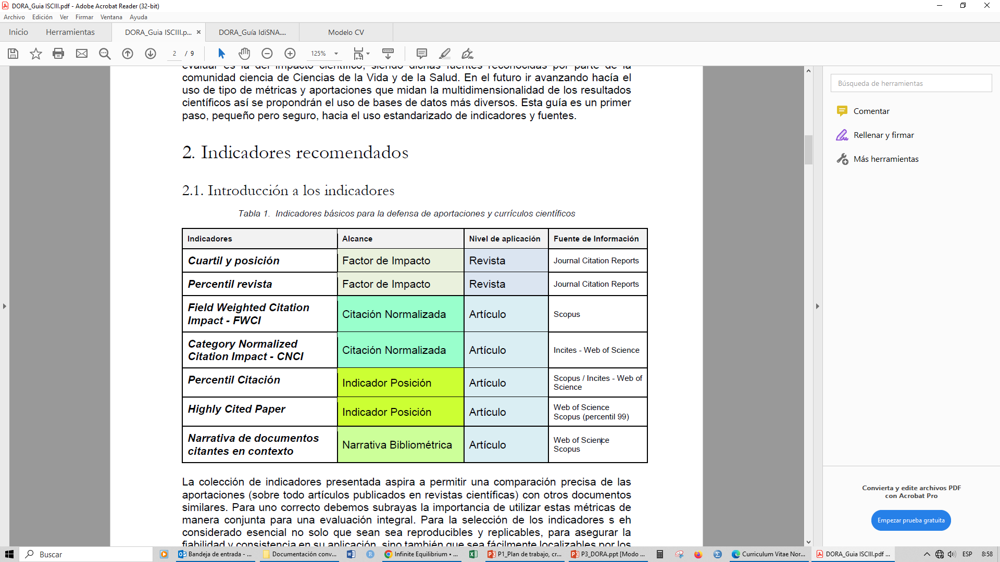 DORA_Guia ISCIII.pdf - Adobe Acrobat Reader (32-bit)
Archivo Edición Ver Firmar Ventana Ayuda
Inicio Herramientas DORA_Guia ISCIII.p... DORA_Guía IdiSNA.... Modelo CV
2 / 9 125%
comunidad ciencia de Ciencias de la Vida y de la Salud. En el futuro ir avanzando hacía el
uso de tipo de métricas y aportaciones que midan la multidimensionalidad de los resultados
científicos así se propondrán el uso de bases de datos más diversos. Esta guía es un primer
paso, pequeño pero seguro, hacia el uso estandarizado de indicadores y fuentes.
2. Indicadores recomendados
2.1. Introducción a los indicadores
Tabla 1. Indicadores básicos para la defensa de aportaciones y currículos científicos
Indicadores Alcance Nivel de aplicación Fuente de Información
Cuartil y posición Factor de Impacto Revista Journal Citation Reports
Percentil revista Factor de Impacto Revista Journal Citation Reports
Field Weighted Citation
Impact - FWCI Citación Normalizada Artículo Scopus
Category Normalized
Citation Impact - CNCI Citación Normalizada Artículo Incites - Web of Science
Percentil Citación Indicador Posición Artículo Scopus / Incites - Web of
Science
Highly Cited Paper Indicador Posición Artículo Web of Science
Scopus (percentil 99)
Narrativa de documentos
citantes en contexto Narrativa Bibliométrica Artículo Web of Science
Scopus
La colección de indicadores presentada aspira a permitir una comparación precisa de las
aportaciones (sobre todo artículos publicados en revistas científicas) con otros documentos
similares. Para uno correcto debemos subrayas la importancia de utilizar estas métricas de
manera conjunta para una evaluación integral. Para la selección de los indicadores s eh
considerado esencial no solo que sean sea reproducibles y replicables, para asegurar la
fiabilidad y consistencia en su aplicación, sino también que sea fácilmente localizables por los
Búsqueda de herramientas
Comentar
Rellenar y firmar
Más herramientas
Convierta y edite archivos PDF
con Acrobat Pro
Empezar prueba gratuita
Buscar
Bandeja de entrada - ...
Documentación conv...
Infinite Equilibrium • ...
P1_Plan de trabajo, cr...
P3_DORA.ppt [Modo ...
Curriculum Vitae Nor...
DORA_Guia ISCIII.pdf ...
ESP 8:58